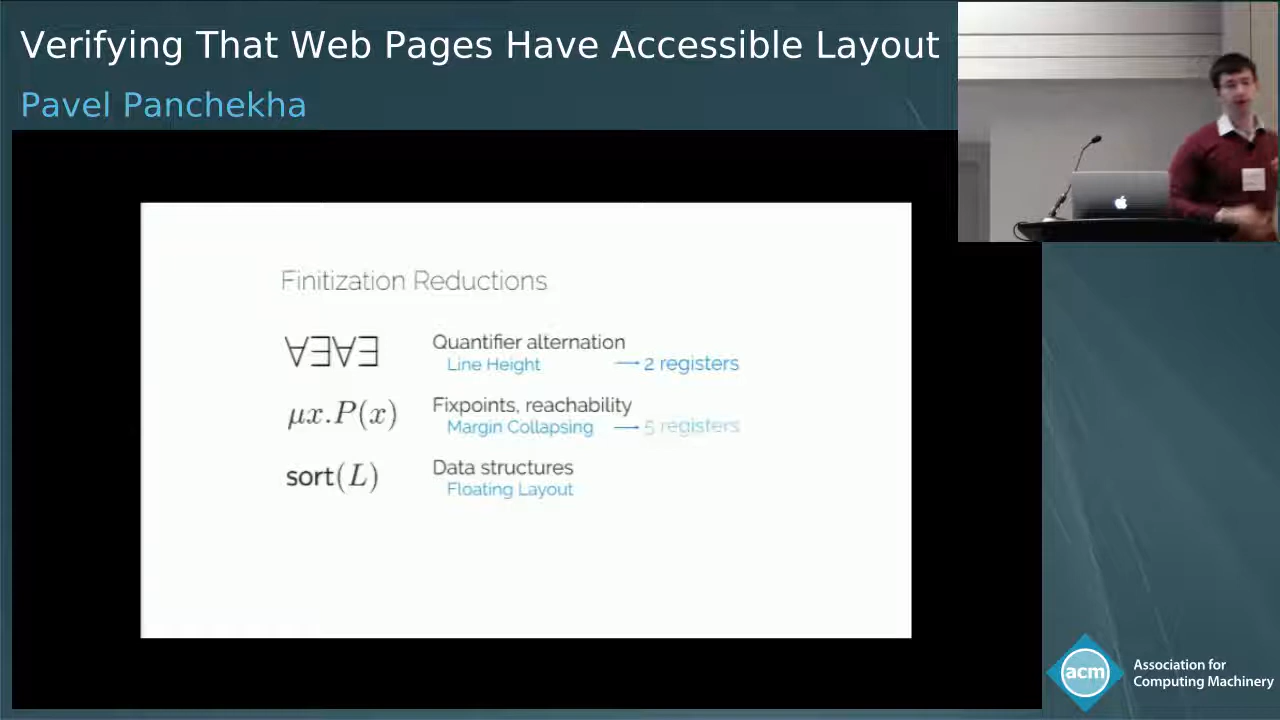 Verifying That Web Pages Have Accessible Layout
Pavel Panchekha
Finitization Reductions
∀∃∀∃ Quantifier alternation
Line Height → 2 registers
μx.P(x) Fixpoints, reachability
Margin Collapsing → 5 registers
sort(L) Data structures
Floating Layout
acm Association for
Computing Machinery